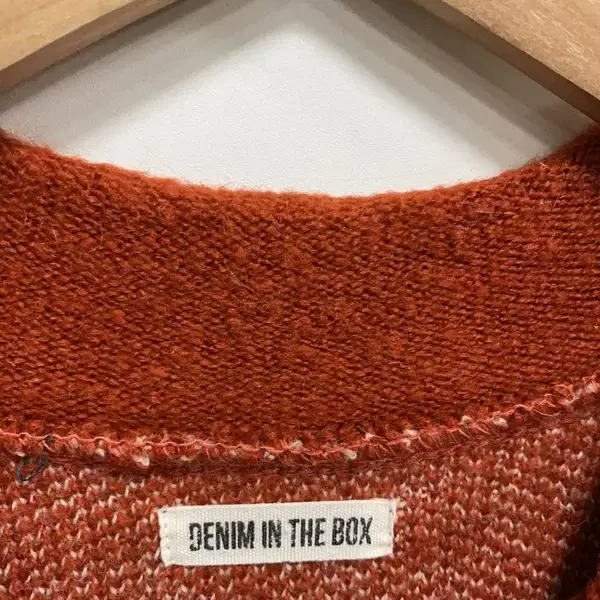 DENIM IN THE BOX